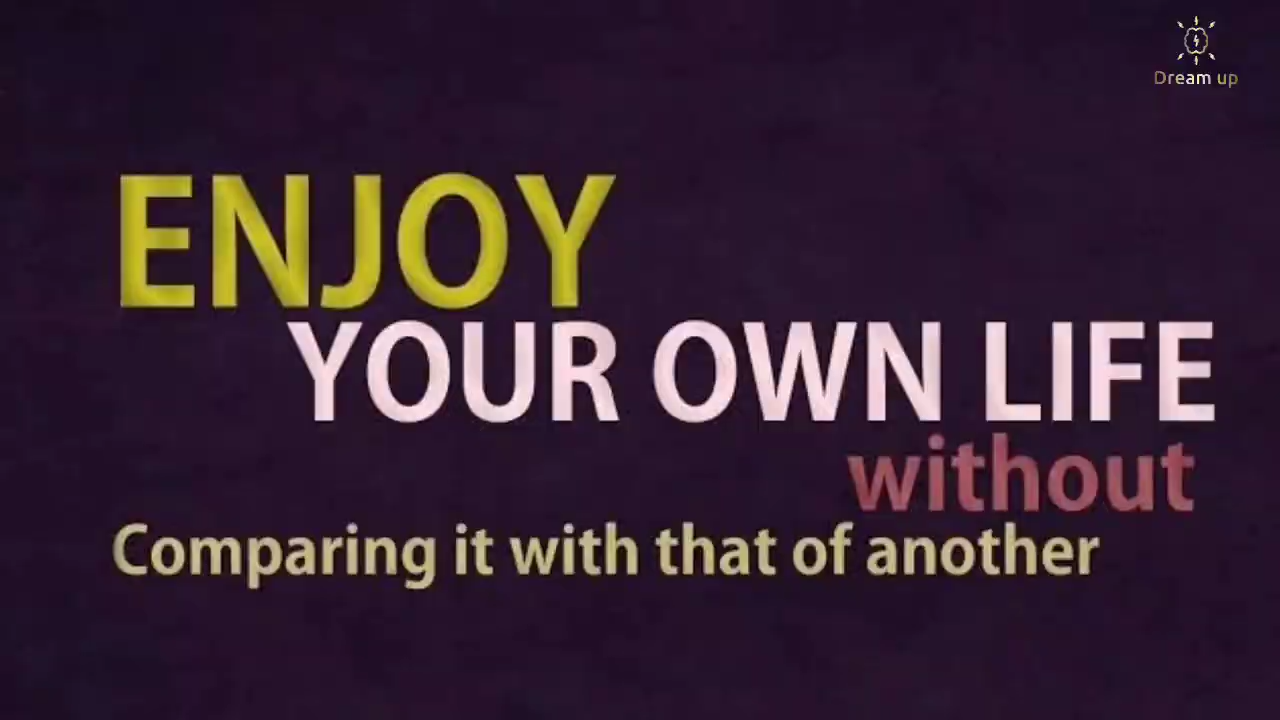 Dream up
ENJOY
YOUR OWN LIFE
without
Comparing it with that of another